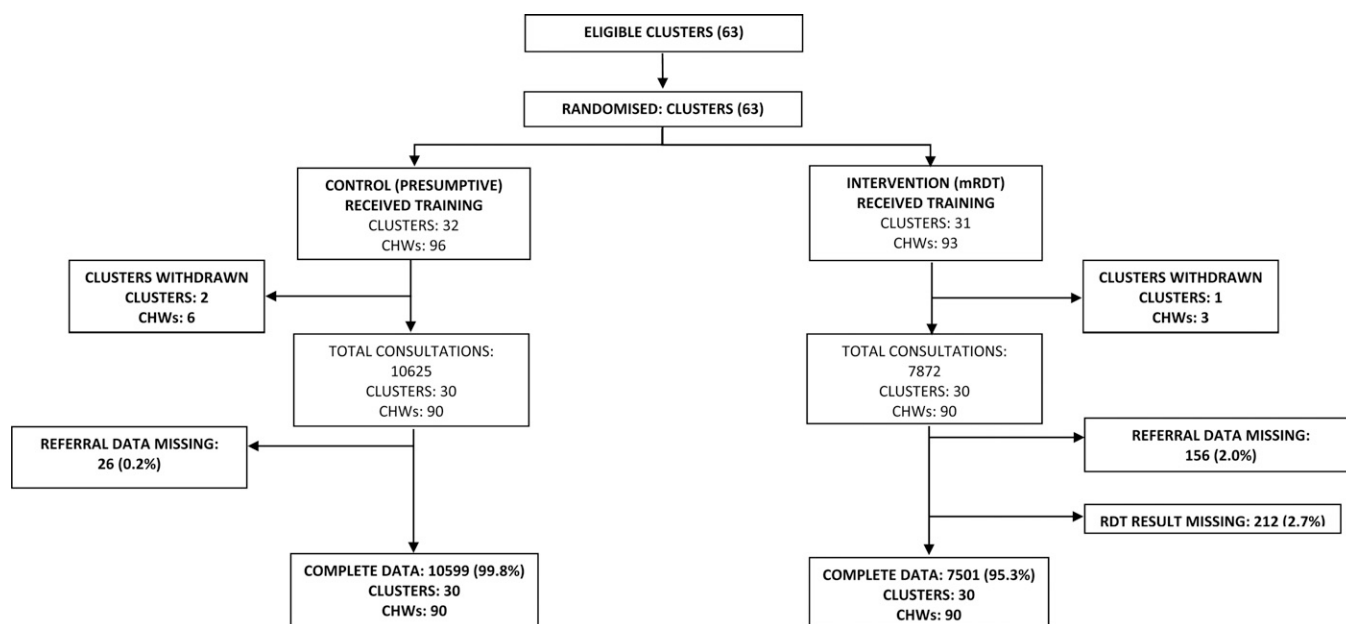 ELIGIBLE CLUSTERS (63)
RANDOMISED: CLUSTERS (63)
CONTROL (PRESUMPTIVE)
RECEIVED TRAINING
CLUSTERS: 32
CHWs: 96
INTERVENTION (mRDT)
RECEIVED TRAINING
CLUSTERS: 31
CHWs: 93
CLUSTERS WITHDRAWN
CLUSTERS: 2
CHWs: 6
CLUSTERS WITHDRAWN
CLUSTERS: 1
CHWs: 3
TOTAL CONSULTATIONS:
10625
CLUSTERS: 30
CHWs: 90
TOTAL CONSULTATIONS:
7872
CLUSTERS: 30
CHWs: 90
REFERRAL DATA MISSING:
26 (0.2%)
REFERRAL DATA MISSING:
156 (2.0%)
RDT RESULT MISSING: 212 (2.7%)
COMPLETE DATA: 10599 (99.8%)
CLUSTERS: 30
CHWs: 90
COMPLETE DATA: 7501 (95.3%)
CLUSTERS: 30
CHWs: 90